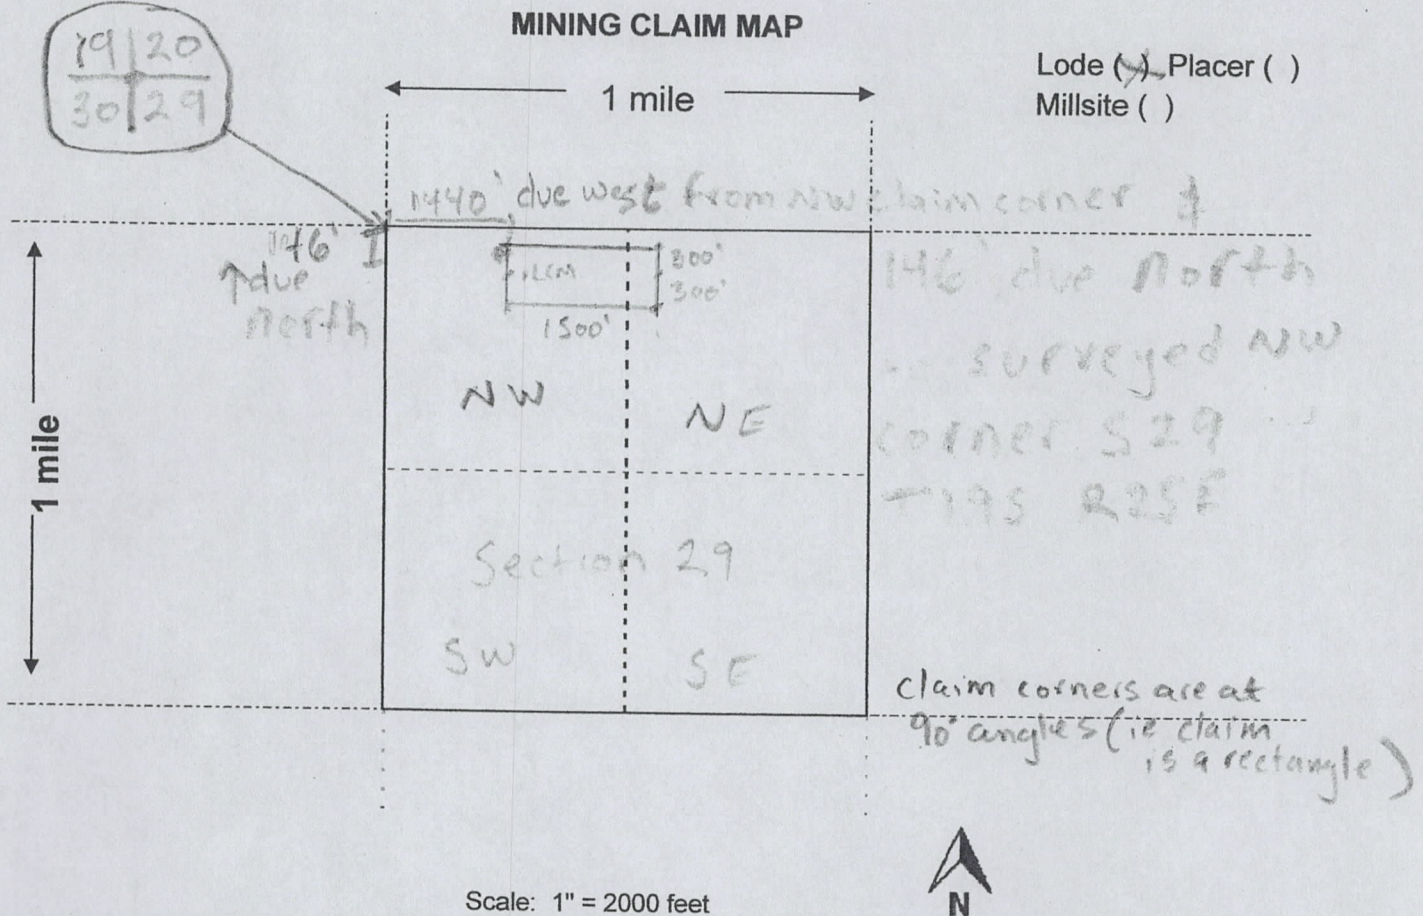 MINING CLAIM MAP
19 20
30 29
Lode (x) Placer ( )
Millsite ( )
1 mile
1440' due west from NW claim corner &
146'
↑ due
north
LCM
300'
300'
1500'
146' due North
surveyed NW
corner S29
T19S R25E
1 mile
NW
NE
Section 29
SW
SE
claim corners are at
90° angles (ie claim
is a rectangle)
Scale: 1" = 2000 feet
N